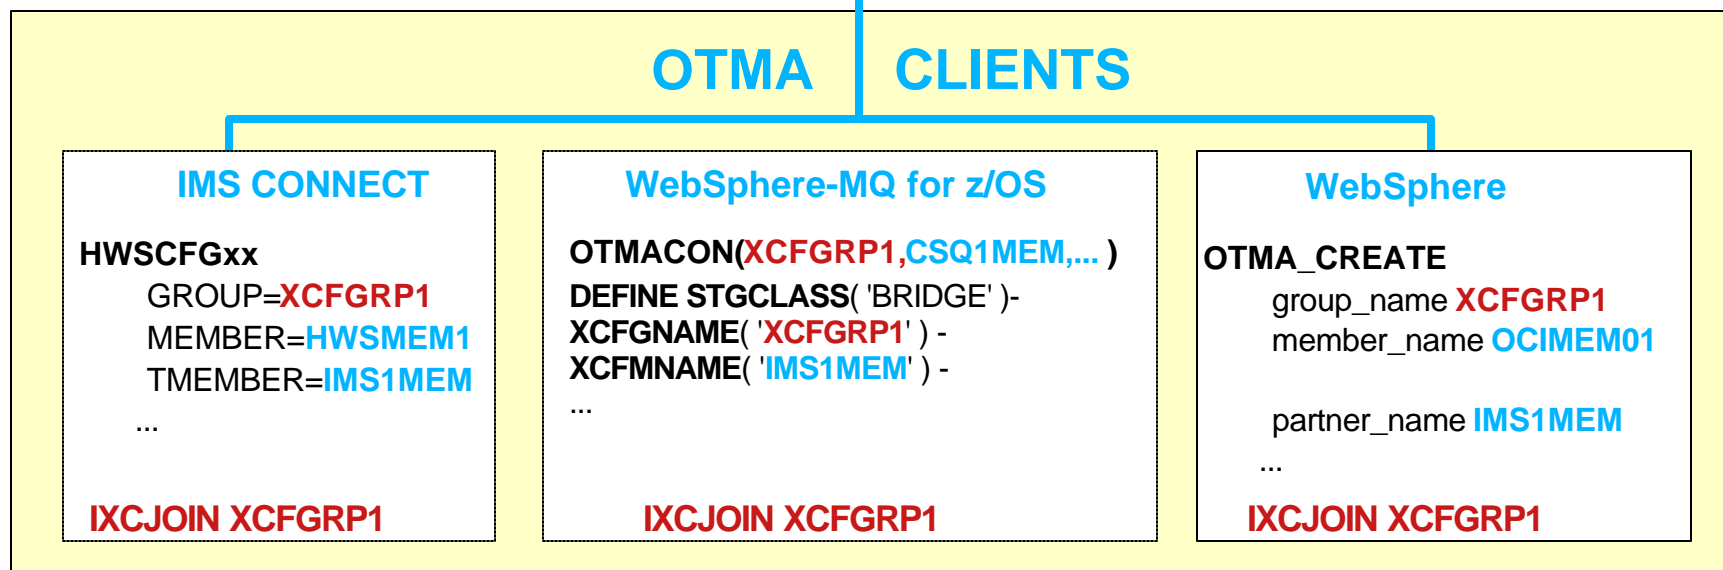 OTMA CLIENTS
IMS CONNECT
HWSCFGxx
GROUP=XCFGRP1
MEMBER=HWSMEM1
TMEMBER=IMS1MEM
...
IXCJOIN XCFGRP1
WebSphere-MQ for z/OS
OTMACON(XCFGRP1,CSQ1MEM,... )
DEFINE STGCLASS( 'BRIDGE' )-
XCFGNAME( 'XCFGRP1' ) -
XCFMNAME( 'IMS1MEM' ) -
...
IXCJOIN XCFGRP1
WebSphere
OTMA_CREATE
group_name XCFGRP1
member_name OCIMEM01
partner_name IMS1MEM
...
IXCJOIN XCFGRP1